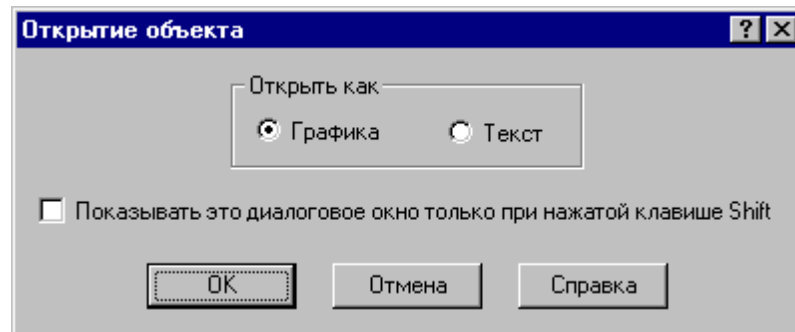 Открытие объекта
Открыть как
Графика Текст
Показывать это диалоговое окно только при нажатой клавише Shift
OK Отмена Справка